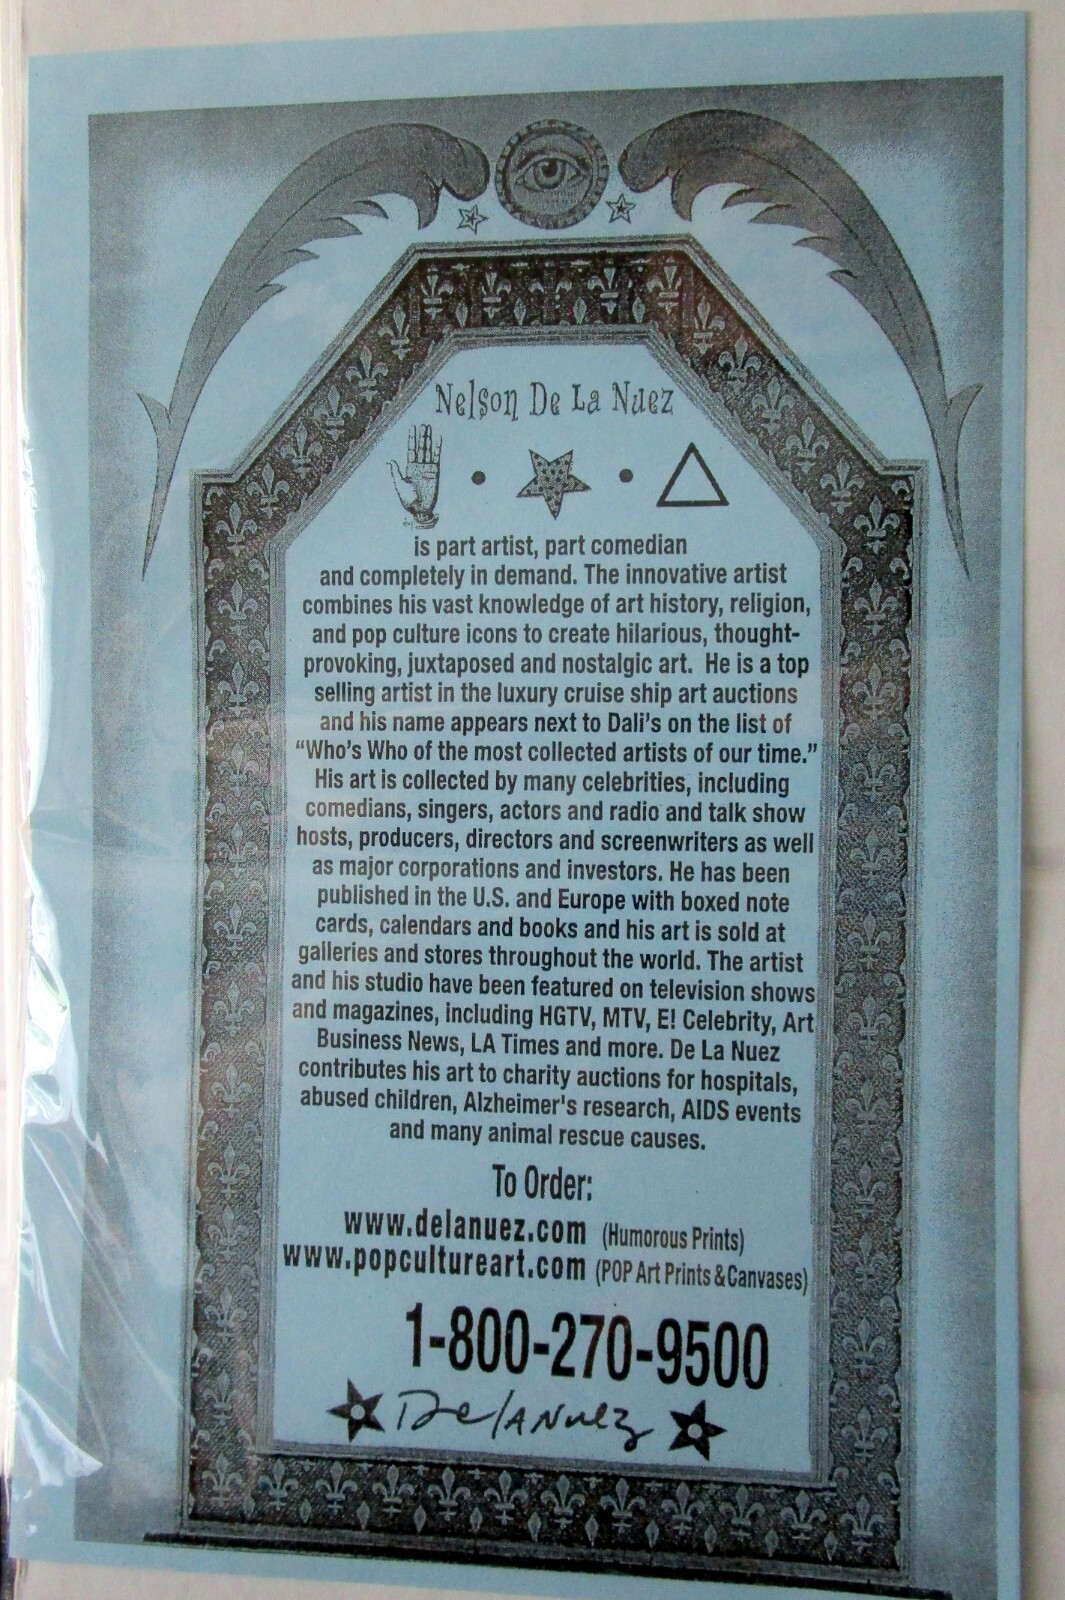 Nelson De La Nuez
is part artist, part comedian
and completely in demand. The innovative artist
combines his vast knowledge of art history, religion,
and pop culture icons to create hilarious, thought-
provoking, juxtaposed and nostalgic art. He is a top
selling artist in the luxury cruise ship art auctions
and his name appears next to Dali's on the list of
"Who's Who of the most collected artists of our time."
His art is collected by many celebrities, including
comedians, singers, actors and radio and talk show
hosts, producers, directors and screenwriters as well
as major corporations and investors. He has been
published in the U.S. and Europe with boxed note
cards, calendars and books and his art is sold at
galleries and stores throughout the world. The artist
and his studio have been featured on television shows
and magazines, including HGTV, MTV, E! Celebrity, Art
Business News, LA Times and more. De La Nuez
contributes his art to charity auctions for hospitals,
abused children, Alzheimer's research, AIDS events
and many animal rescue causes.
To Order:
www.delanuez.com (Humorous Prints)
www.popcultureart.com (POP Art Prints & Canvases)
1-800-270-9500
DelaNuez